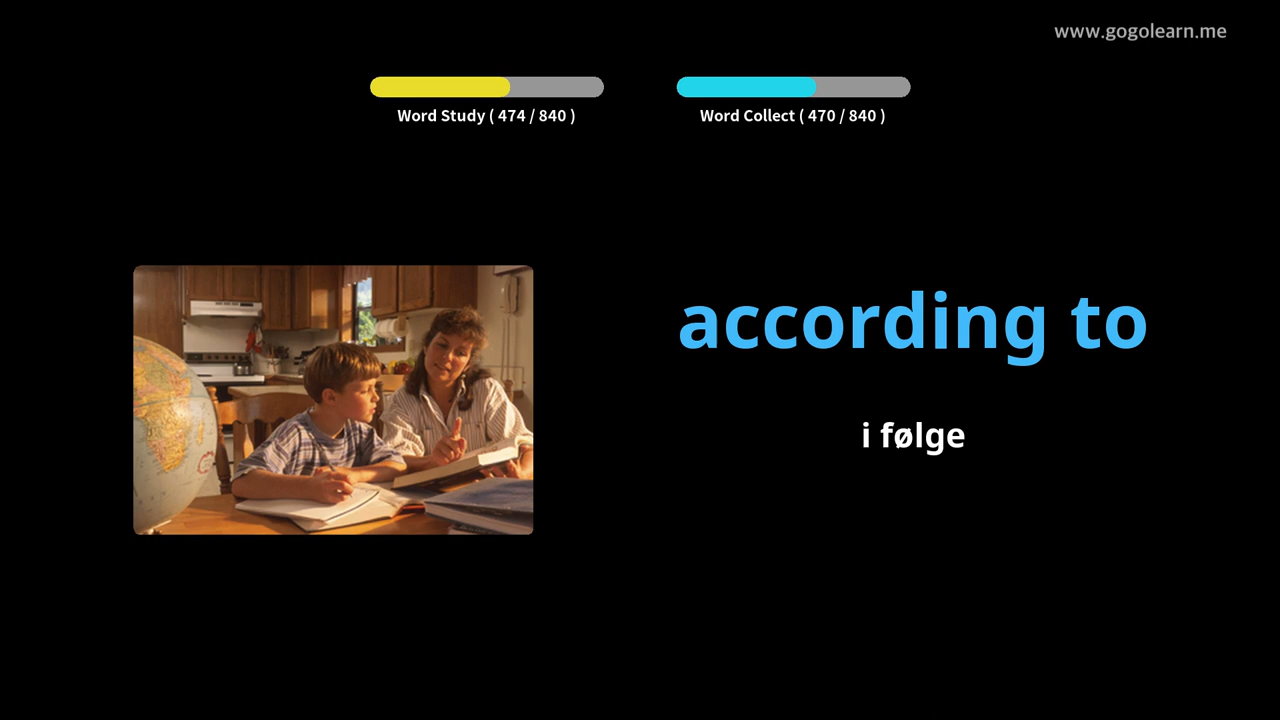 www.gogolearn.me
Word Study ( 474 / 840 )
Word Collect ( 470 / 840 )
according to
i følge